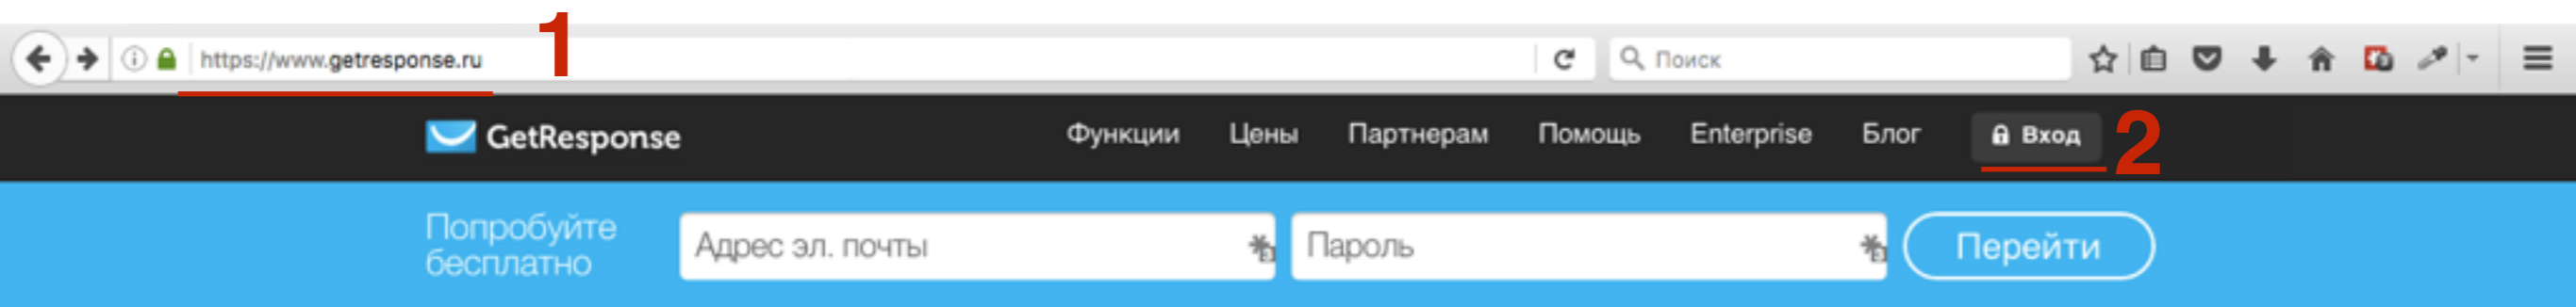 1
https://www.getresponse.ru
Поиск
GetResponse
Функции Цены Партнерам Помощь Enterprise Блог Вход 2
Попробуйте
бесплатно
Адрес эл. почты
Пароль
Перейти